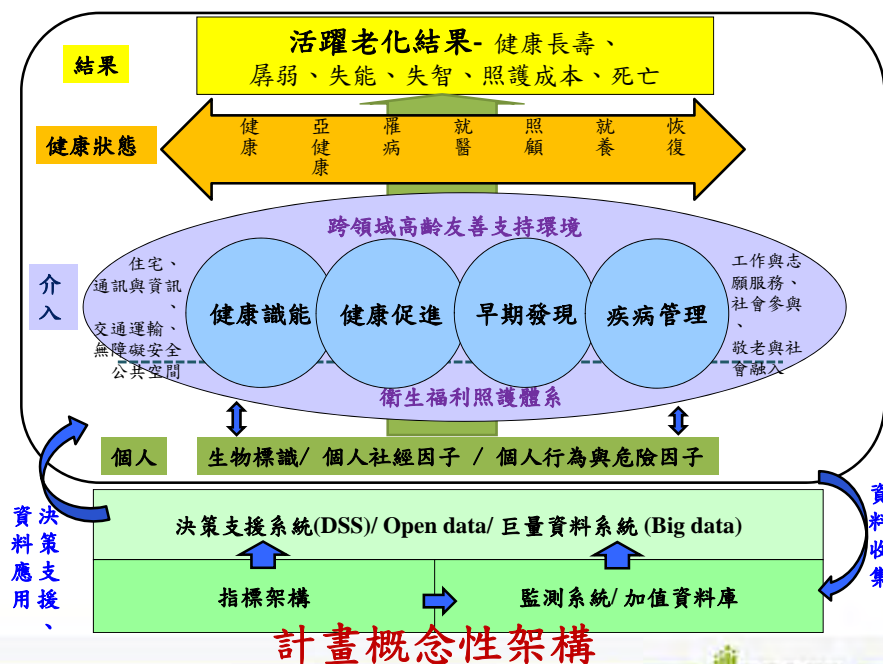 結果
活躍老化結果- 健康長壽、
孱弱、失能、失智、照護成本、死亡
健康狀態
健康
亞健康
罹病
就醫
照顧
就養
恢復
跨領域高齡友善支持環境
介入
住宅、
通訊與資訊
、
交通運輸、
無障礙安全
公共空間
健康識能
健康促進
早期發現
疾病管理
工作與志
願服務、
社會參與
、
敬老與社
會融入
衛生福利照護體系
個人
生物標識/ 個人社經因子 / 個人行為與危險因子
決策支援、
資料應用
資料收集
決策支援系統(DSS)/ Open data/ 巨量資料系統 (Big data)
指標架構
監測系統/ 加值資料庫
計畫概念性架構